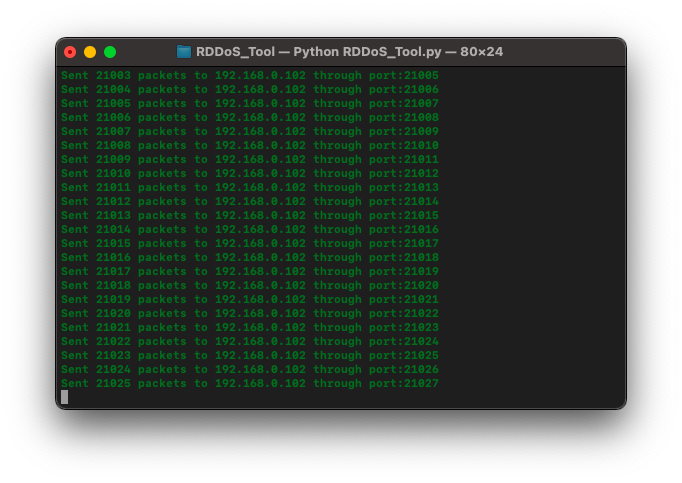 RDDoS_Tool — Python RDDoS_Tool.py — 80×24
Sent 21003 packets to 192.168.0.102 through port:21005
Sent 21004 packets to 192.168.0.102 through port:21006
Sent 21005 packets to 192.168.0.102 through port:21007
Sent 21006 packets to 192.168.0.102 through port:21008
Sent 21007 packets to 192.168.0.102 through port:21009
Sent 21008 packets to 192.168.0.102 through port:21010
Sent 21009 packets to 192.168.0.102 through port:21011
Sent 21010 packets to 192.168.0.102 through port:21012
Sent 21011 packets to 192.168.0.102 through port:21013
Sent 21012 packets to 192.168.0.102 through port:21014
Sent 21013 packets to 192.168.0.102 through port:21015
Sent 21014 packets to 192.168.0.102 through port:21016
Sent 21015 packets to 192.168.0.102 through port:21017
Sent 21016 packets to 192.168.0.102 through port:21018
Sent 21017 packets to 192.168.0.102 through port:21019
Sent 21018 packets to 192.168.0.102 through port:21020
Sent 21019 packets to 192.168.0.102 through port:21021
Sent 21020 packets to 192.168.0.102 through port:21022
Sent 21021 packets to 192.168.0.102 through port:21023
Sent 21022 packets to 192.168.0.102 through port:21024
Sent 21023 packets to 192.168.0.102 through port:21025
Sent 21024 packets to 192.168.0.102 through port:21026
Sent 21025 packets to 192.168.0.102 through port:21027